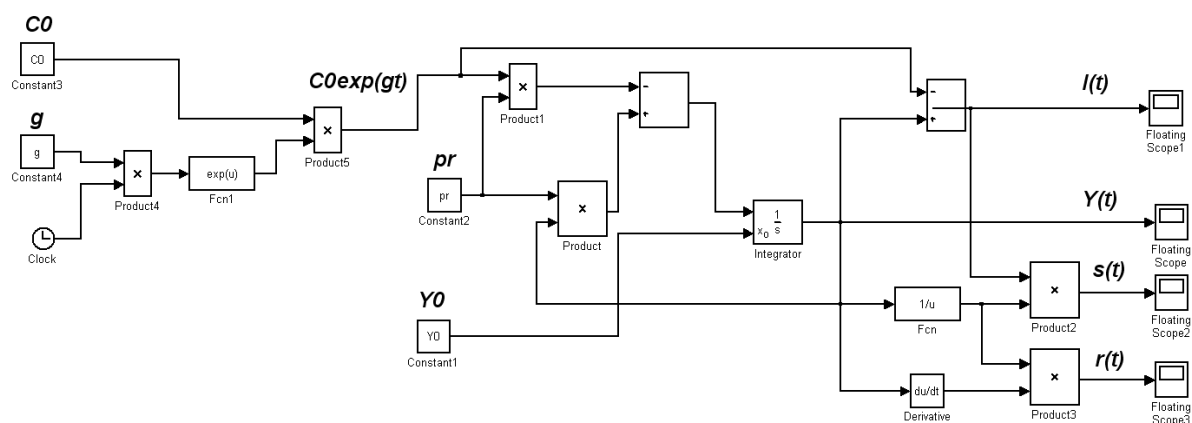 C0
C0
Constant3
g
g
Constant4
Clock
×
Product4
exp(u)
Fcn1
C0exp(gt)
×
Product5
×
Product1
pr
pr
Constant2
×
Product
-
+
Y0
Y0
Constant1
1
s
xo
Integrator
-
+
1/u
Fcn
du/dt
Derivative
×
Product2
×
Product3
I(t)
Floating
Scope1
Y(t)
Floating
Scope
s(t)
Floating
Scope2
r(t)
Floating
Scope3